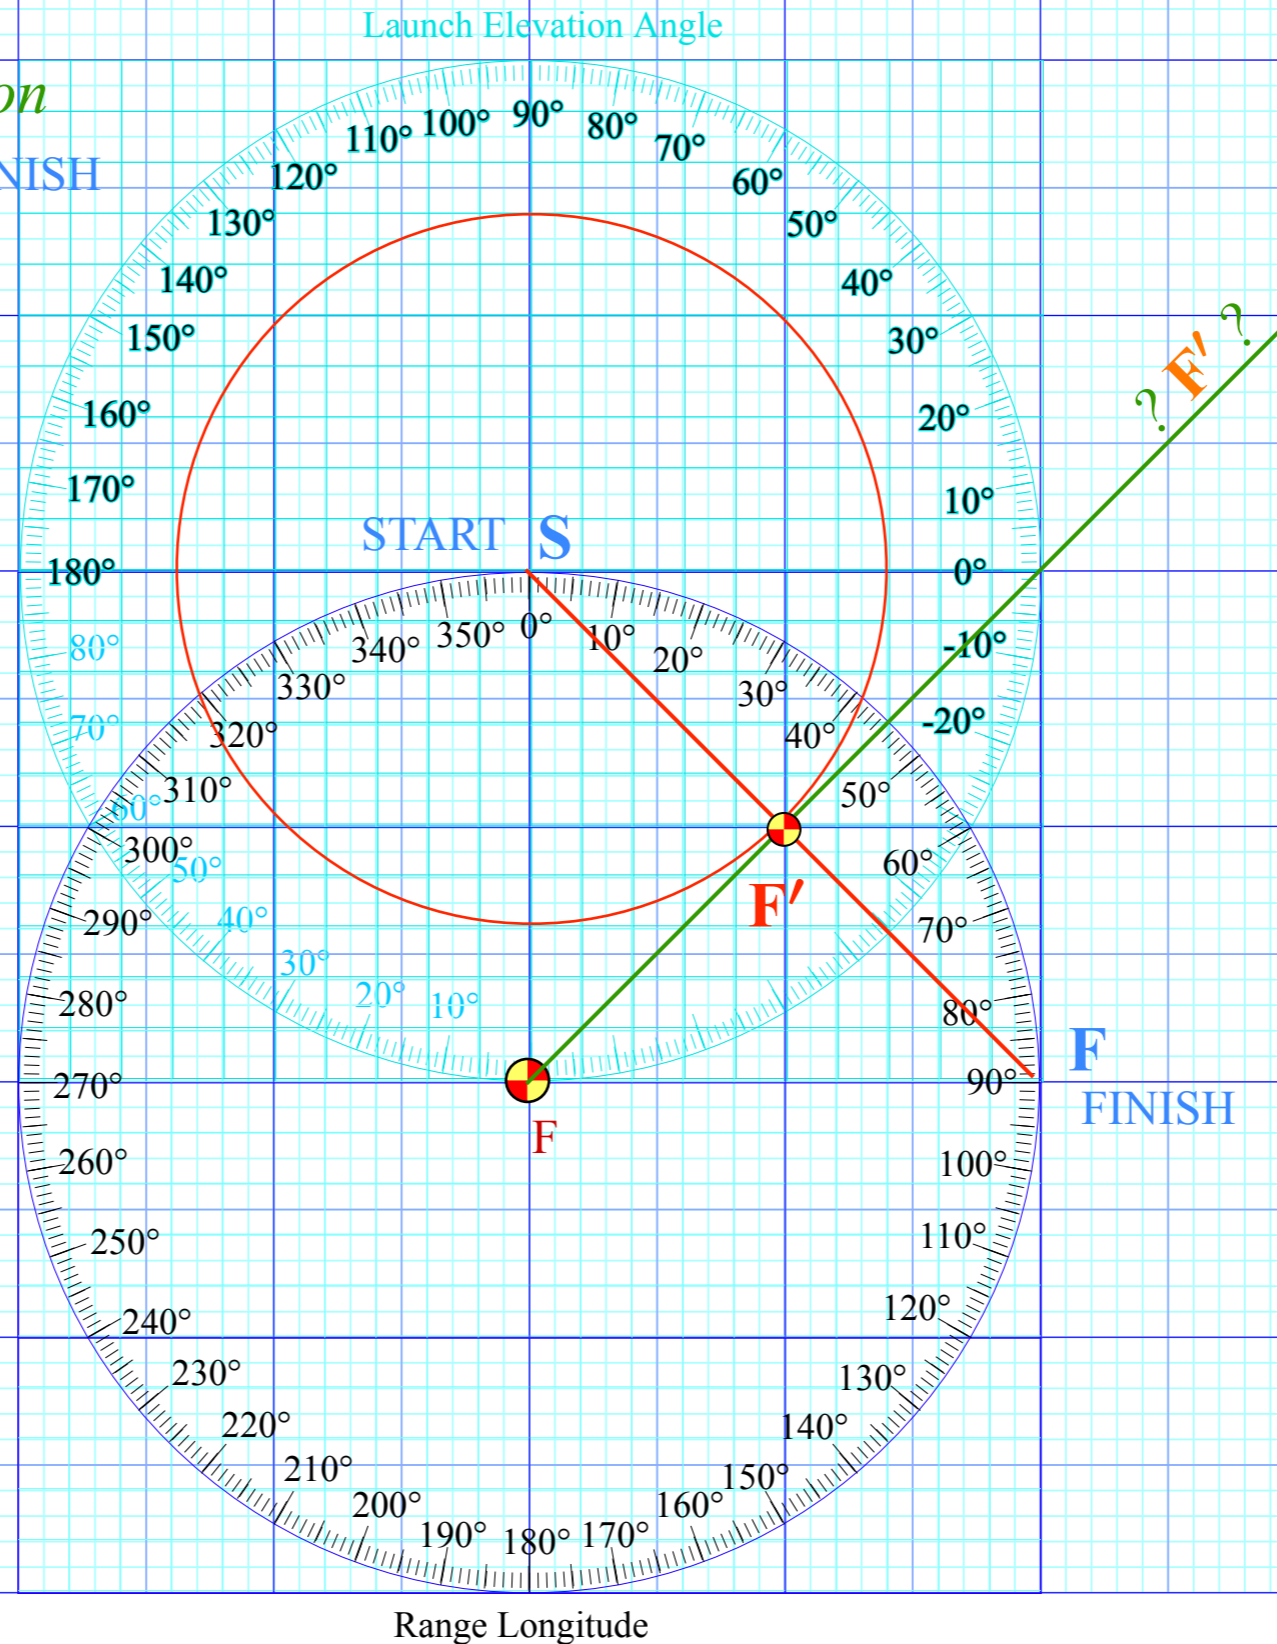 Launch Elevation Angle
on
NISH
110° 100° 90° 80° 70°
120° 60°
130° 50°
140° 40°
150° 30°
160° 20°
170° 10°
? F′ ?
START S
180° 0°
80° 340° 350° 0° 10° 20° -10°
330° 30°
70° 320° 40° -20°
60° 310° 50°
300° 50° 60°
290° 40° F′ 70°
30°
280° 20° 10° 80°
F
270° 90°
FINISH
F
260° 100°
250° 110°
240° 120°
230° 130°
220° 140°
210° 150°
200° 160°
190° 180° 170°
Range Longitude